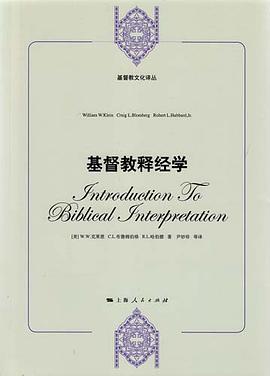 基督教文化译丛
William W.Klein Craig L.Blomberg Robert L.Hubbard,Jr.
基督教释经学
Introduction To
Biblical Interpretation
[美] W.W.克莱恩 C.L.布鲁姆伯格 R.L.哈伯德 著 尹妙珍 等译
上海人民出版社